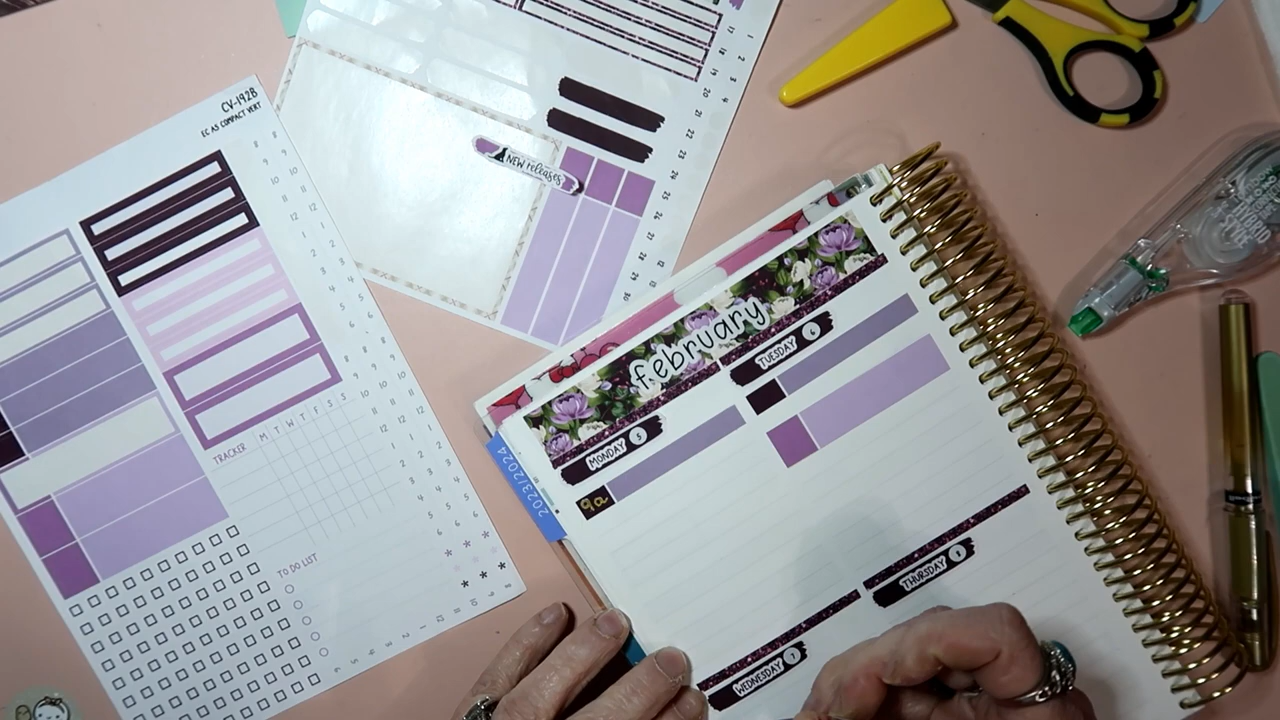 CV-192B
EC A5 COMPACT VERT
NEW releases
february
MONDAY 5
TUESDAY 6
9a
WEDNESDAY 7
THURSDAY 8
2023/2024
TRACKER M T W T F S S
TO DO LIST